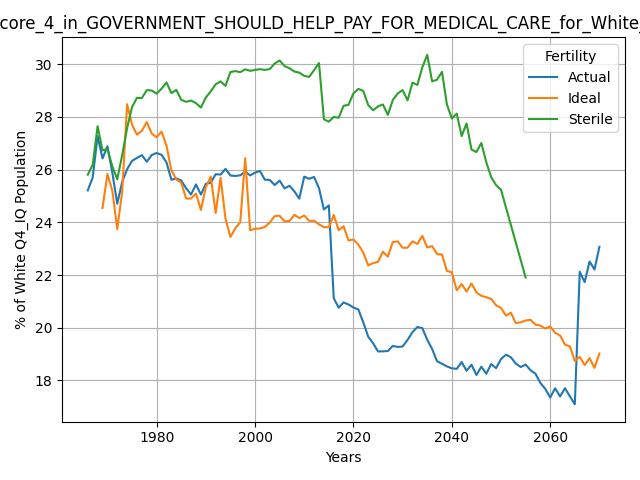 core_4_in_GOVERNMENT_SHOULD_HELP_PAY_FOR_MEDICAL_CARE_for_White_
Fertility
Actual
Ideal
Sterile
% of White Q4_IQ Population
30
28
26
24
22
20
18
1980
2000
2020
2040
2060
Years